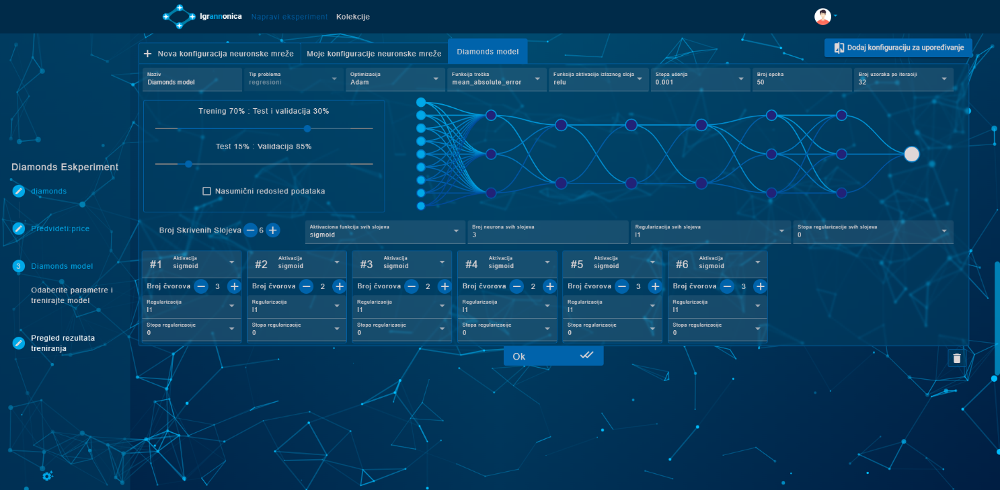 Igrannonica Napravi eksperiment Kolekcije
Nova konfiguracija neuronske mreže Moje konfiguracije neuronske mreže Diamonds model
Dodaj konfiguraciju za upoređivanje
Naziv Tip problema Optimizacija Funkcija troška Funkcija aktivacije izlaznog sloja Stopa učenja Broj epoha Broj uzoraka po iteraciji
Diamonds model regresioni Adam mean_absolute_error relu 0.001 50 32
Trening 70% : Test i validacija 30%
Test 15% : Validacija 85%
Nasumični redosled podataka
Diamonds Eskperiment
diamonds
Predvideti:price
3 Diamonds model
Odaberite parametre i
trenirajte model
Pregled rezultata
treniranja
Broj Skrivenih Slojeva 6
Aktivaciona funkcija svih slojeva Broj neurona svih slojeva Regularizacija svih slojeva Stopa regularizacije svih slojeva
sigmoid 3 l1 0
#1 Aktivacija #2 Aktivacija #3 Aktivacija #4 Aktivacija #5 Aktivacija #6 Aktivacija
sigmoid sigmoid sigmoid sigmoid sigmoid sigmoid
Broj čvorova 3 Broj čvorova 2 Broj čvorova 2 Broj čvorova 2 Broj čvorova 3 Broj čvorova 3
Regularizacija Regularizacija Regularizacija Regularizacija Regularizacija Regularizacija
l1 l1 l1 l1 l1 l1
Stopa regularizacije Stopa regularizacije Stopa regularizacije Stopa regularizacije Stopa regularizacije Stopa regularizacije
0 0 0 0 0 0
Ok